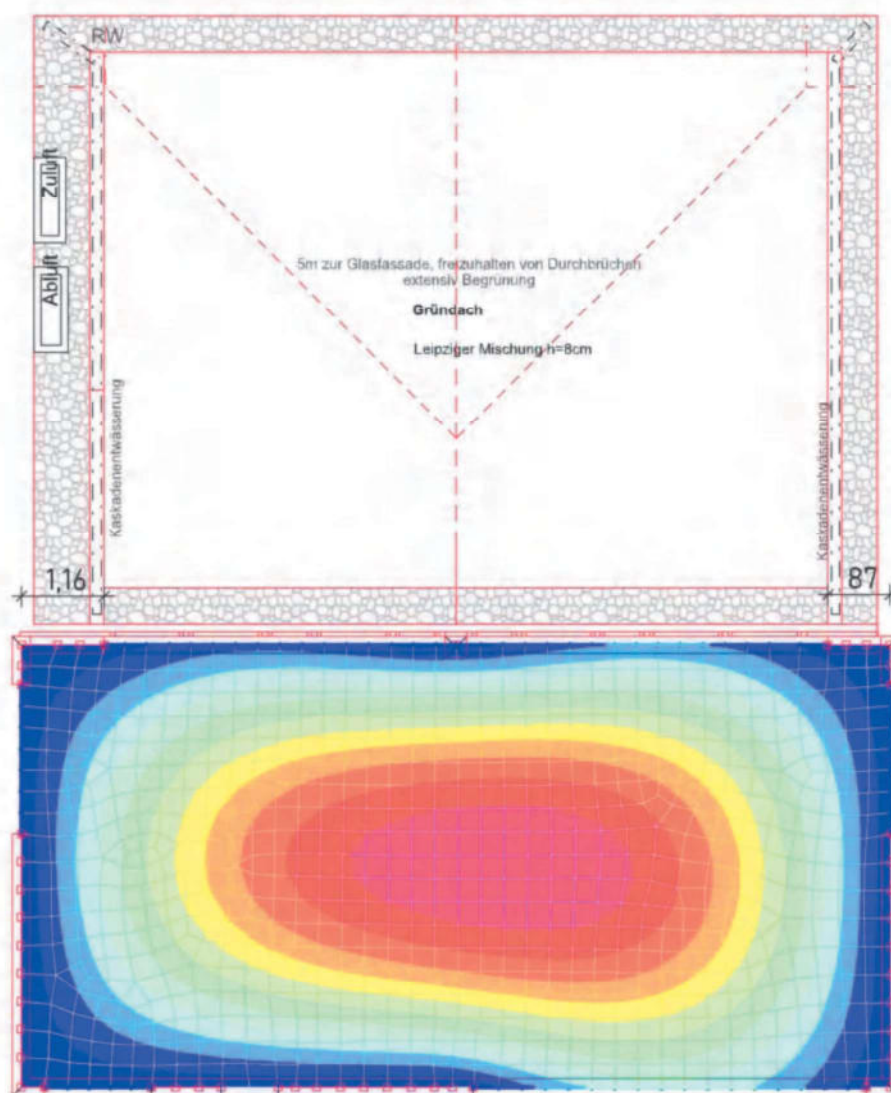 RW
Zuluft
Abluft
5m zur Glasfassade, freizuhalten von Durchbrüchen
extensiv Begrünung
Gründach
Leipziger Mischung h=8cm
Kaskadenentwässerung
Kaskadenentwässerung
1,16
87